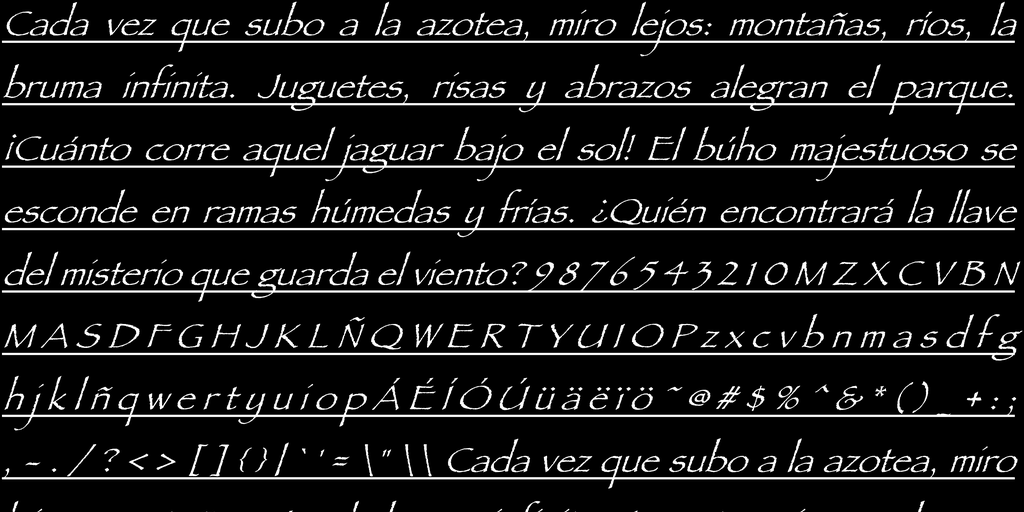 Cada vez que subo a la azotea, miro lejos: montañas, ríos, la
bruma infinita. Juguetes, risas y abrazos alegran el parque.
¡Cuánto corre aquel jaguar bajo el sol! El búho majestuoso se
esconde en ramas húmedas y frías. ¿Quién encontrará la llave
del misterio que guarda el viento? 9 8 7 6 5 4 3 2 1 0 M Z X C V B N
M A S D F G H J K L Ñ Q W E R T Y U I O P z x c v b n m a s d f g
h j k l ñ q w e r t y u i o p Á É Í Ó Ú ü ä ë ï ö ~ @ # $ % ^ & * ( ) _ + : ;
, - . / ? < > [ ] { } | ` ' = \ " \ \ Cada vez que subo a la azotea, miro